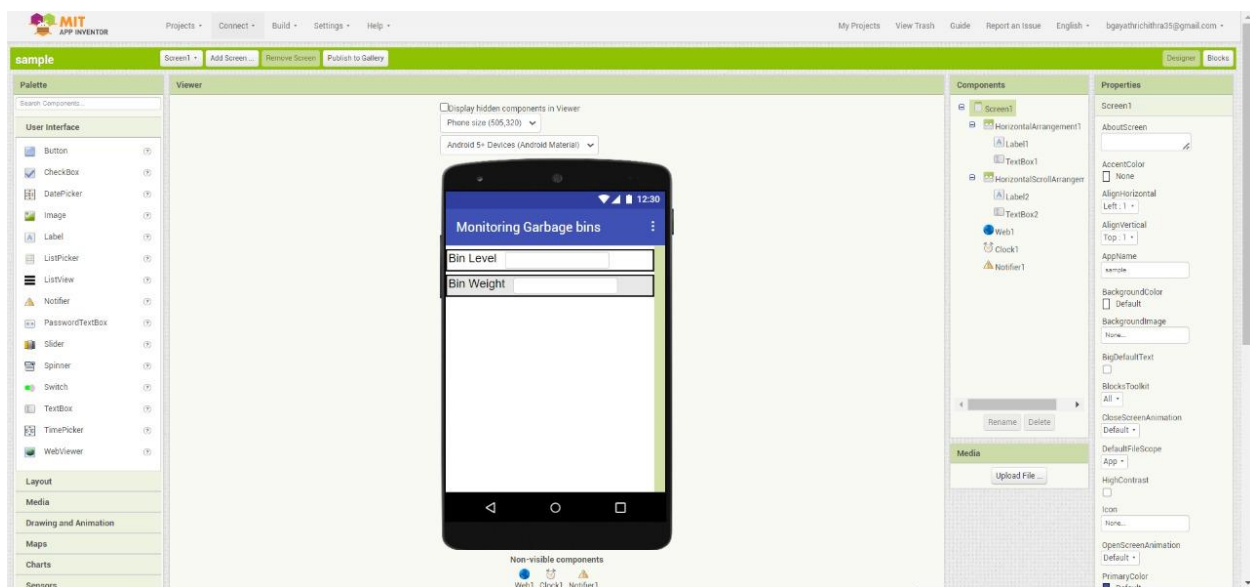 MIT
APP INVENTOR
Projects
Connect
Build
Settings
Help
My Projects
View Trash
Guide
Report an Issue
English
bgayathrichithra35@gmail.com
sample
Screen1
Add Screen ...
Remove Screen
Publish to Gallery
Designer
Blocks
Palette
Search Components...
User Interface
Button
CheckBox
DatePicker
Image
Label
ListPicker
ListView
Notifier
PasswordTextBox
Slider
Spinner
Switch
TextBox
TimePicker
WebViewer
Layout
Media
Drawing and Animation
Maps
Charts
Sensors
Viewer
Display hidden components in Viewer
Phone size (505,320)
Android 5+ Devices (Android Material)
12:30
Monitoring Garbage bins
Bin Level
Bin Weight
Non-visible components
Web1 Clock1 Notifier1
Components
Screen1
HorizontalArrangement1
Label1
TextBox1
HorizontalScrollArrangem
Label2
TextBox2
Web1
Clock1
Notifier1
Rename
Delete
Media
Upload File ...
Properties
Screen1
AboutScreen
AccentColor
None
AlignHorizontal
Left : 1
AlignVertical
Top : 1
AppName
sample
BackgroundColor
Default
BackgroundImage
None...
BigDefaultText
BlocksToolkit
All
CloseScreenAnimation
Default
DefaultFileScope
App
HighContrast
Icon
None...
OpenScreenAnimation
Default
PrimaryColor
Default